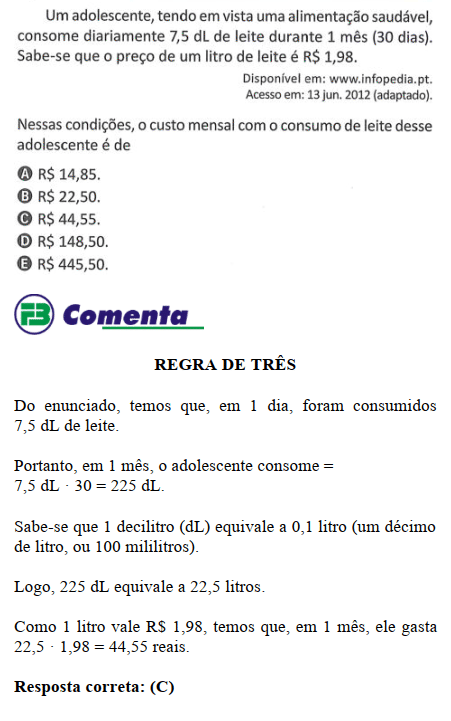 Um adolescente, tendo em vista uma alimentação saudável,
consome diariamente 7,5 dL de leite durante 1 mês (30 dias).
Sabe-se que o preço de um litro de leite é R$ 1,98.
Disponível em: www.infopedia.pt.
Acesso em: 13 jun. 2012 (adaptado).
Nessas condições, o custo mensal com o consumo de leite desse
adolescente é de
A R$ 14,85.
B R$ 22,50.
C R$ 44,55.
D R$ 148,50.
E R$ 445,50.
FB Comenta
REGRA DE TRÊS
Do enunciado, temos que, em 1 dia, foram consumidos
7,5 dL de leite.
Portanto, em 1 mês, o adolescente consome =
7,5 dL · 30 = 225 dL.
Sabe-se que 1 decilitro (dL) equivale a 0,1 litro (um décimo
de litro, ou 100 mililitros).
Logo, 225 dL equivale a 22,5 litros.
Como 1 litro vale R$ 1,98, temos que, em 1 mês, ele gasta
22,5 · 1,98 = 44,55 reais.
Resposta correta: (C)